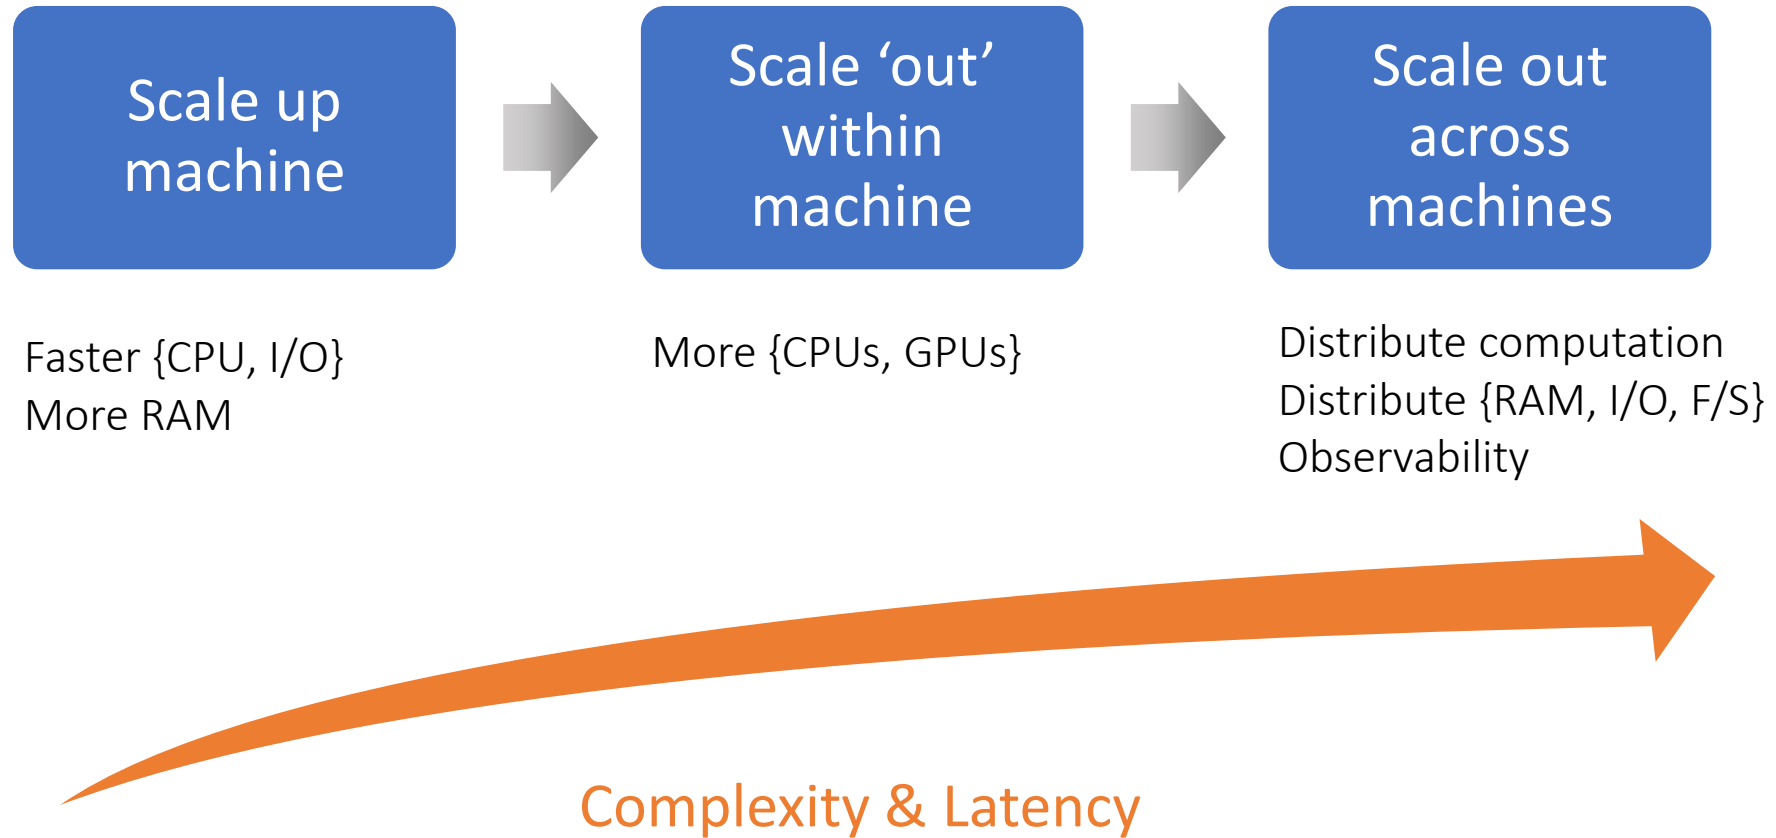 Scale up
machine
Scale ‘out’
within
machine
Scale out
across
machines
Faster {CPU, I/O}
More RAM
More {CPUs, GPUs}
Distribute computation
Distribute {RAM, I/O, F/S}
Observability
Complexity & Latency